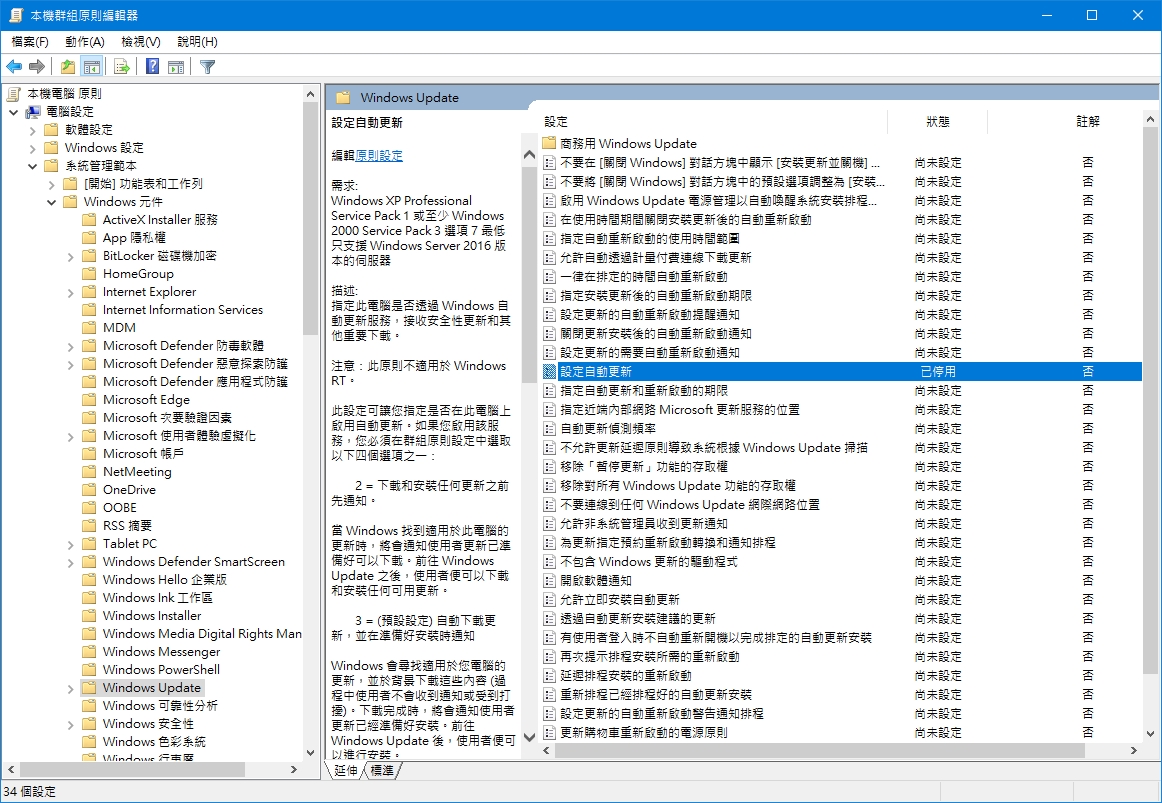 本機群組原則編輯器
檔案(F) 動作(A) 檢視(V) 說明(H)
本機電腦 原則
電腦設定
軟體設定
Windows 設定
系統管理範本
[開始] 功能表和工作列
Windows 元件
ActiveX Installer 服務
App 隱私權
BitLocker 磁碟機加密
HomeGroup
Internet Explorer
Internet Information Services
MDM
Microsoft Defender 防毒軟體
Microsoft Defender 惡意探索防護
Microsoft Defender 應用程式防護
Microsoft Edge
Microsoft 次要驗證因素
Microsoft 使用者體驗虛擬化
Microsoft 帳戶
NetMeeting
OneDrive
OOBE
RSS 摘要
Tablet PC
Windows Defender SmartScreen
Windows Hello 企業版
Windows Ink 工作區
Windows Installer
Windows Media Digital Rights Man
Windows Messenger
Windows PowerShell
Windows Update
Windows 可靠性分析
Windows 安全性
Windows 色彩系統
Windows 行事曆
Windows Update
設定自動更新
編輯原則設定
需求:
Windows XP Professional
Service Pack 1 或至少 Windows
2000 Service Pack 3 選項 7 最低
只支援 Windows Server 2016 版
本的伺服器
描述:
指定此電腦是否透過 Windows 自
動更新服務，接收安全性更新和其
他重要下載。
注意：此原則不適用於 Windows
RT。
此設定可讓您指定是否在此電腦上
啟用自動更新。如果您啟用該服
務，您必須在群組原則設定中選取
以下四個選項之一：
2 = 下載和安裝任何更新之前
先通知。
當 Windows 找到適用於此電腦的
更新時，將會通知使用者更新已準
備好可以下載。前往 Windows
Update 之後，使用者便可以下載
和安裝任何可用更新。
3 = (預設設定) 自動下載更
新，並在準備好安裝時通知
Windows 會尋找適用於您電腦的
更新，並於背景下載這些內容 (過
程中使用者不會收到通知或受到打
擾)。下載完成時，將會通知使用者
更新已經準備好安裝。前往
Windows Update 後，使用者便可
以進行安裝。
設定 狀態 註解
商務用 Windows Update
不要在 [關閉 Windows] 對話方塊中顯示 [安裝更新並關機] ... 尚未設定 否
不要將 [關閉 Windows] 對話方塊中的預設選項調整為 [安裝... 尚未設定 否
啟用 Windows Update 電源管理以自動喚醒系統安裝排程... 尚未設定 否
在使用時間期間關閉安裝更新後的自動重新啟動 尚未設定 否
指定自動重新啟動的使用時間範圍 尚未設定 否
允許自動透過計量付費連線下載更新 尚未設定 否
一律在排定的時間自動重新啟動 尚未設定 否
指定安裝更新後的自動重新啟動期限 尚未設定 否
設定更新的自動重新啟動提醒通知 尚未設定 否
關閉更新安裝後的自動重新啟動通知 尚未設定 否
設定更新的需要自動重新啟動通知 尚未設定 否
設定自動更新 已停用 否
指定自動更新和重新啟動的期限 尚未設定 否
指定近端內部網路 Microsoft 更新服務的位置 尚未設定 否
自動更新偵測頻率 尚未設定 否
不允許更新延遲原則導致系統根據 Windows Update 掃描 尚未設定 否
移除「暫停更新」功能的存取權 尚未設定 否
移除對所有 Windows Update 功能的存取權 尚未設定 否
不要連線到任何 Windows Update 網際網路位置 尚未設定 否
允許非系統管理員收到更新通知 尚未設定 否
為更新指定預約重新啟動轉換和通知排程 尚未設定 否
不包含 Windows 更新的驅動程式 尚未設定 否
開啟軟體通知 尚未設定 否
允許立即安裝自動更新 尚未設定 否
透過自動更新安裝建議的更新 尚未設定 否
有使用者登入時不自動重新開機以完成排定的自動更新安裝 尚未設定 否
再次提示排程安裝所需的重新啟動 尚未設定 否
延遲排程安裝的重新啟動 尚未設定 否
重新排程已經排程好的自動更新安裝 尚未設定 否
設定更新的自動重新啟動警告通知排程 尚未設定 否
更新購物車重新啟動的電源原則 尚未設定 否
延伸 標準
34 個設定